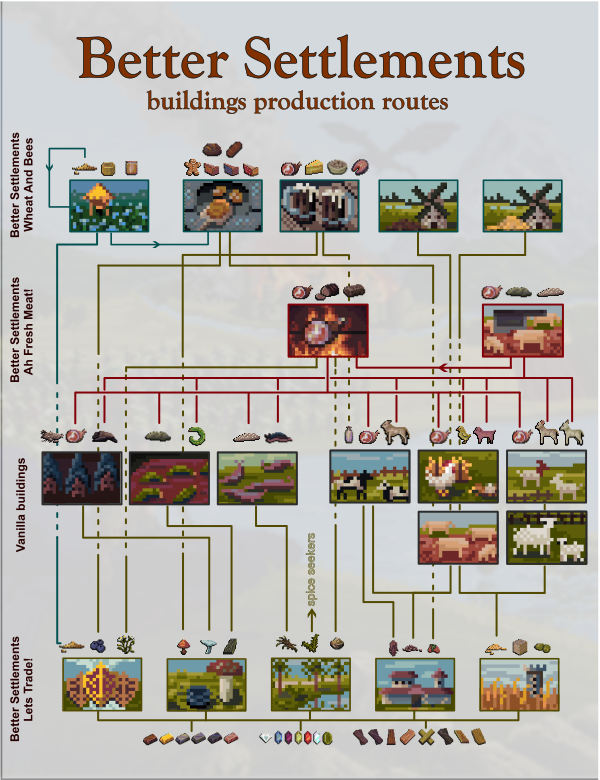 Better Settlements
buildings production routes
Better Settlements
Wheat And Bees
Better Settlements
Ah Fresh Meat!
Vanilla buildings
spice seekers
Better Settlements
Lets Trade!